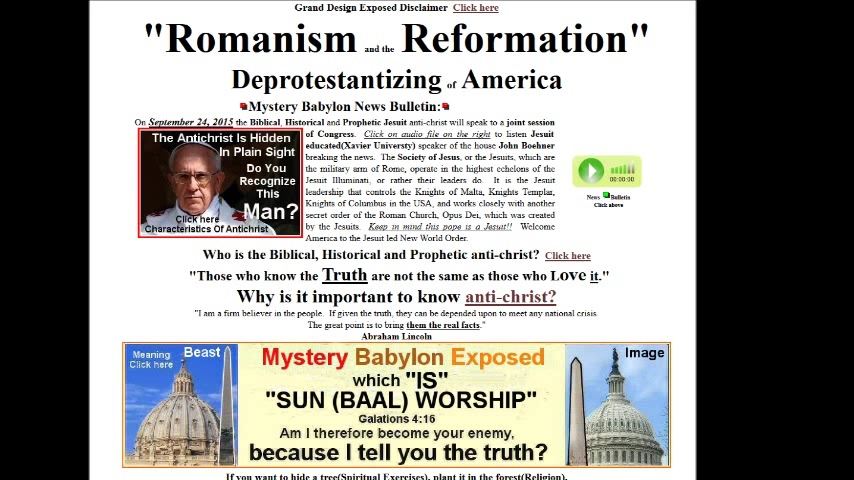 Grand Design Exposed Disclaimer Click here
"Romanism and the Reformation"
Deprotestantizing of America
Mystery Babylon News Bulletin:
On September 24, 2015 the Biblical, Historical and Prophetic Jesuit anti-christ will speak to a joint session
of Congress. Click on audio file on the right to listen Jesuit
educated(Xavier Universty) speaker of the house John Boehner
breaking the news. The Society of Jesus, or the Jesuits, which are
the military arm of Rome, operate in the highest echelons of the
Jesuit Illuminati, or rather their leaders do. It is the Jesuit
leadership that controls the Knights of Malta, Knights Templar,
Knights of Columbus in the USA, and works closely with another
secret order of the Roman Church, Opus Dei, which was created
by the Jesuits. Keep in mind this pope is a Jesuit!! Welcome
America to the Jesuit led New World Order.
The Antichrist Is Hidden
In Plain Sight
Do You
Recognize
This
Man?
Click here
Characteristics Of Antichrist
00:00:00
News Bulletin
Click above
Who is the Biblical, Historical and Prophetic anti-christ? Click here
"Those who know the Truth are not the same as those who Love it."
Why is it important to know anti-christ?
"I am a firm believer in the people. If given the truth, they can be depended upon to meet any national crisis.
The great point is to bring them the real facts."
Abraham Lincoln
Meaning
Click here
Beast
Mystery Babylon Exposed
which "IS"
"SUN (BAAL) WORSHIP"
Galations 4:16
Am I therefore become your enemy,
because I tell you the truth?
Image
If you want to hide a tree(Spiritual Exercises), plant it in the forest(Religion).